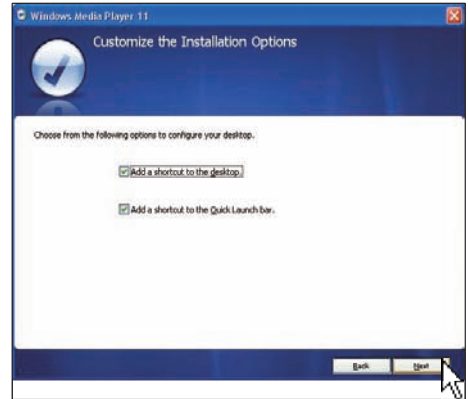 Windows Media Player 11
Customize the Installation Options
Choose from the following options to configure your desktop.
Add a shortcut to the desktop.
Add a shortcut to the Quick Launch bar.
Back Next